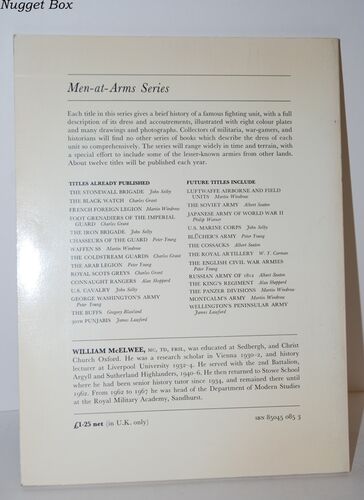 Nugget Box
Men-at-Arms Series
Each title in this series gives a brief history of a famous fighting unit, with a full
description of its dress and accoutrements, illustrated with eight colour plates
and many drawings and photographs. Collectors of militaria, war-gamers, and
historians will find no other series of books which describe the dress of each
unit so comprehensively. The series will range widely in time and terrain, with
a special effort to include some of the lesser-known armies from other lands.
About twelve titles will be published each year.
TITLES ALREADY PUBLISHED
THE STONEWALL BRIGADE John Selby
THE BLACK WATCH Charles Grant
FRENCH FOREIGN LEGION Martin Windrow
FOOT GRENADIERS OF THE IMPERIAL
GUARD Charles Grant
THE IRON BRIGADE John Selby
CHASSEURS OF THE GUARD Peter Young
WAFFEN SS Martin Windrow
THE COLDSTREAM GUARDS Charles Grant
THE ARAB LEGION Peter Young
ROYAL SCOTS GREYS Charles Grant
CONNAUGHT RANGERS Alan Shepperd
U.S. CAVALRY John Selby
GEORGE WASHINGTON'S ARMY
Peter Young
THE BUFFS Gregory Blaxland
30TH PUNJABIS James Lawford
FUTURE TITLES INCLUDE
LUFTWAFFE AIRBORNE AND FIELD
UNITS Martin Windrow
THE SOVIET ARMY Albert Seaton
JAPANESE ARMY OF WORLD WAR II
Philip Warner
U.S. MARINE CORPS John Selby
BLÜCHER'S ARMY Peter Young
THE COSSACKS Albert Seaton
THE ROYAL ARTILLERY W. Y. Carman
THE ENGLISH CIVIL WAR ARMIES
Peter Young
RUSSIAN ARMY OF 1812 Albert Seaton
THE KING'S REGIMENT Alan Shepperd
THE PANZER DIVISIONS Martin Windrow
MONTCALM'S ARMY Martin Windrow
WELLINGTON'S PENINSULAR ARMY
James Lawford
WILLIAM McELWEE, MC, TD, FRHS., was educated at Sedbergh, and Christ
Church Oxford. He was a research scholar in Vienna 1930-2, and history
lecturer at Liverpool University 1932-4. He served with the 2nd Battalion,
Argyll and Sutherland Highlanders, 1940-6. He then returned to Stowe School
where he had been senior history tutor since 1934, and remained there until
1962. From 1962 to 1967 he was head of the Department of Modern Studies
at the Royal Military Academy, Sandhurst.
£1·25 net (in U.K. only)
SBN 85045 085 3